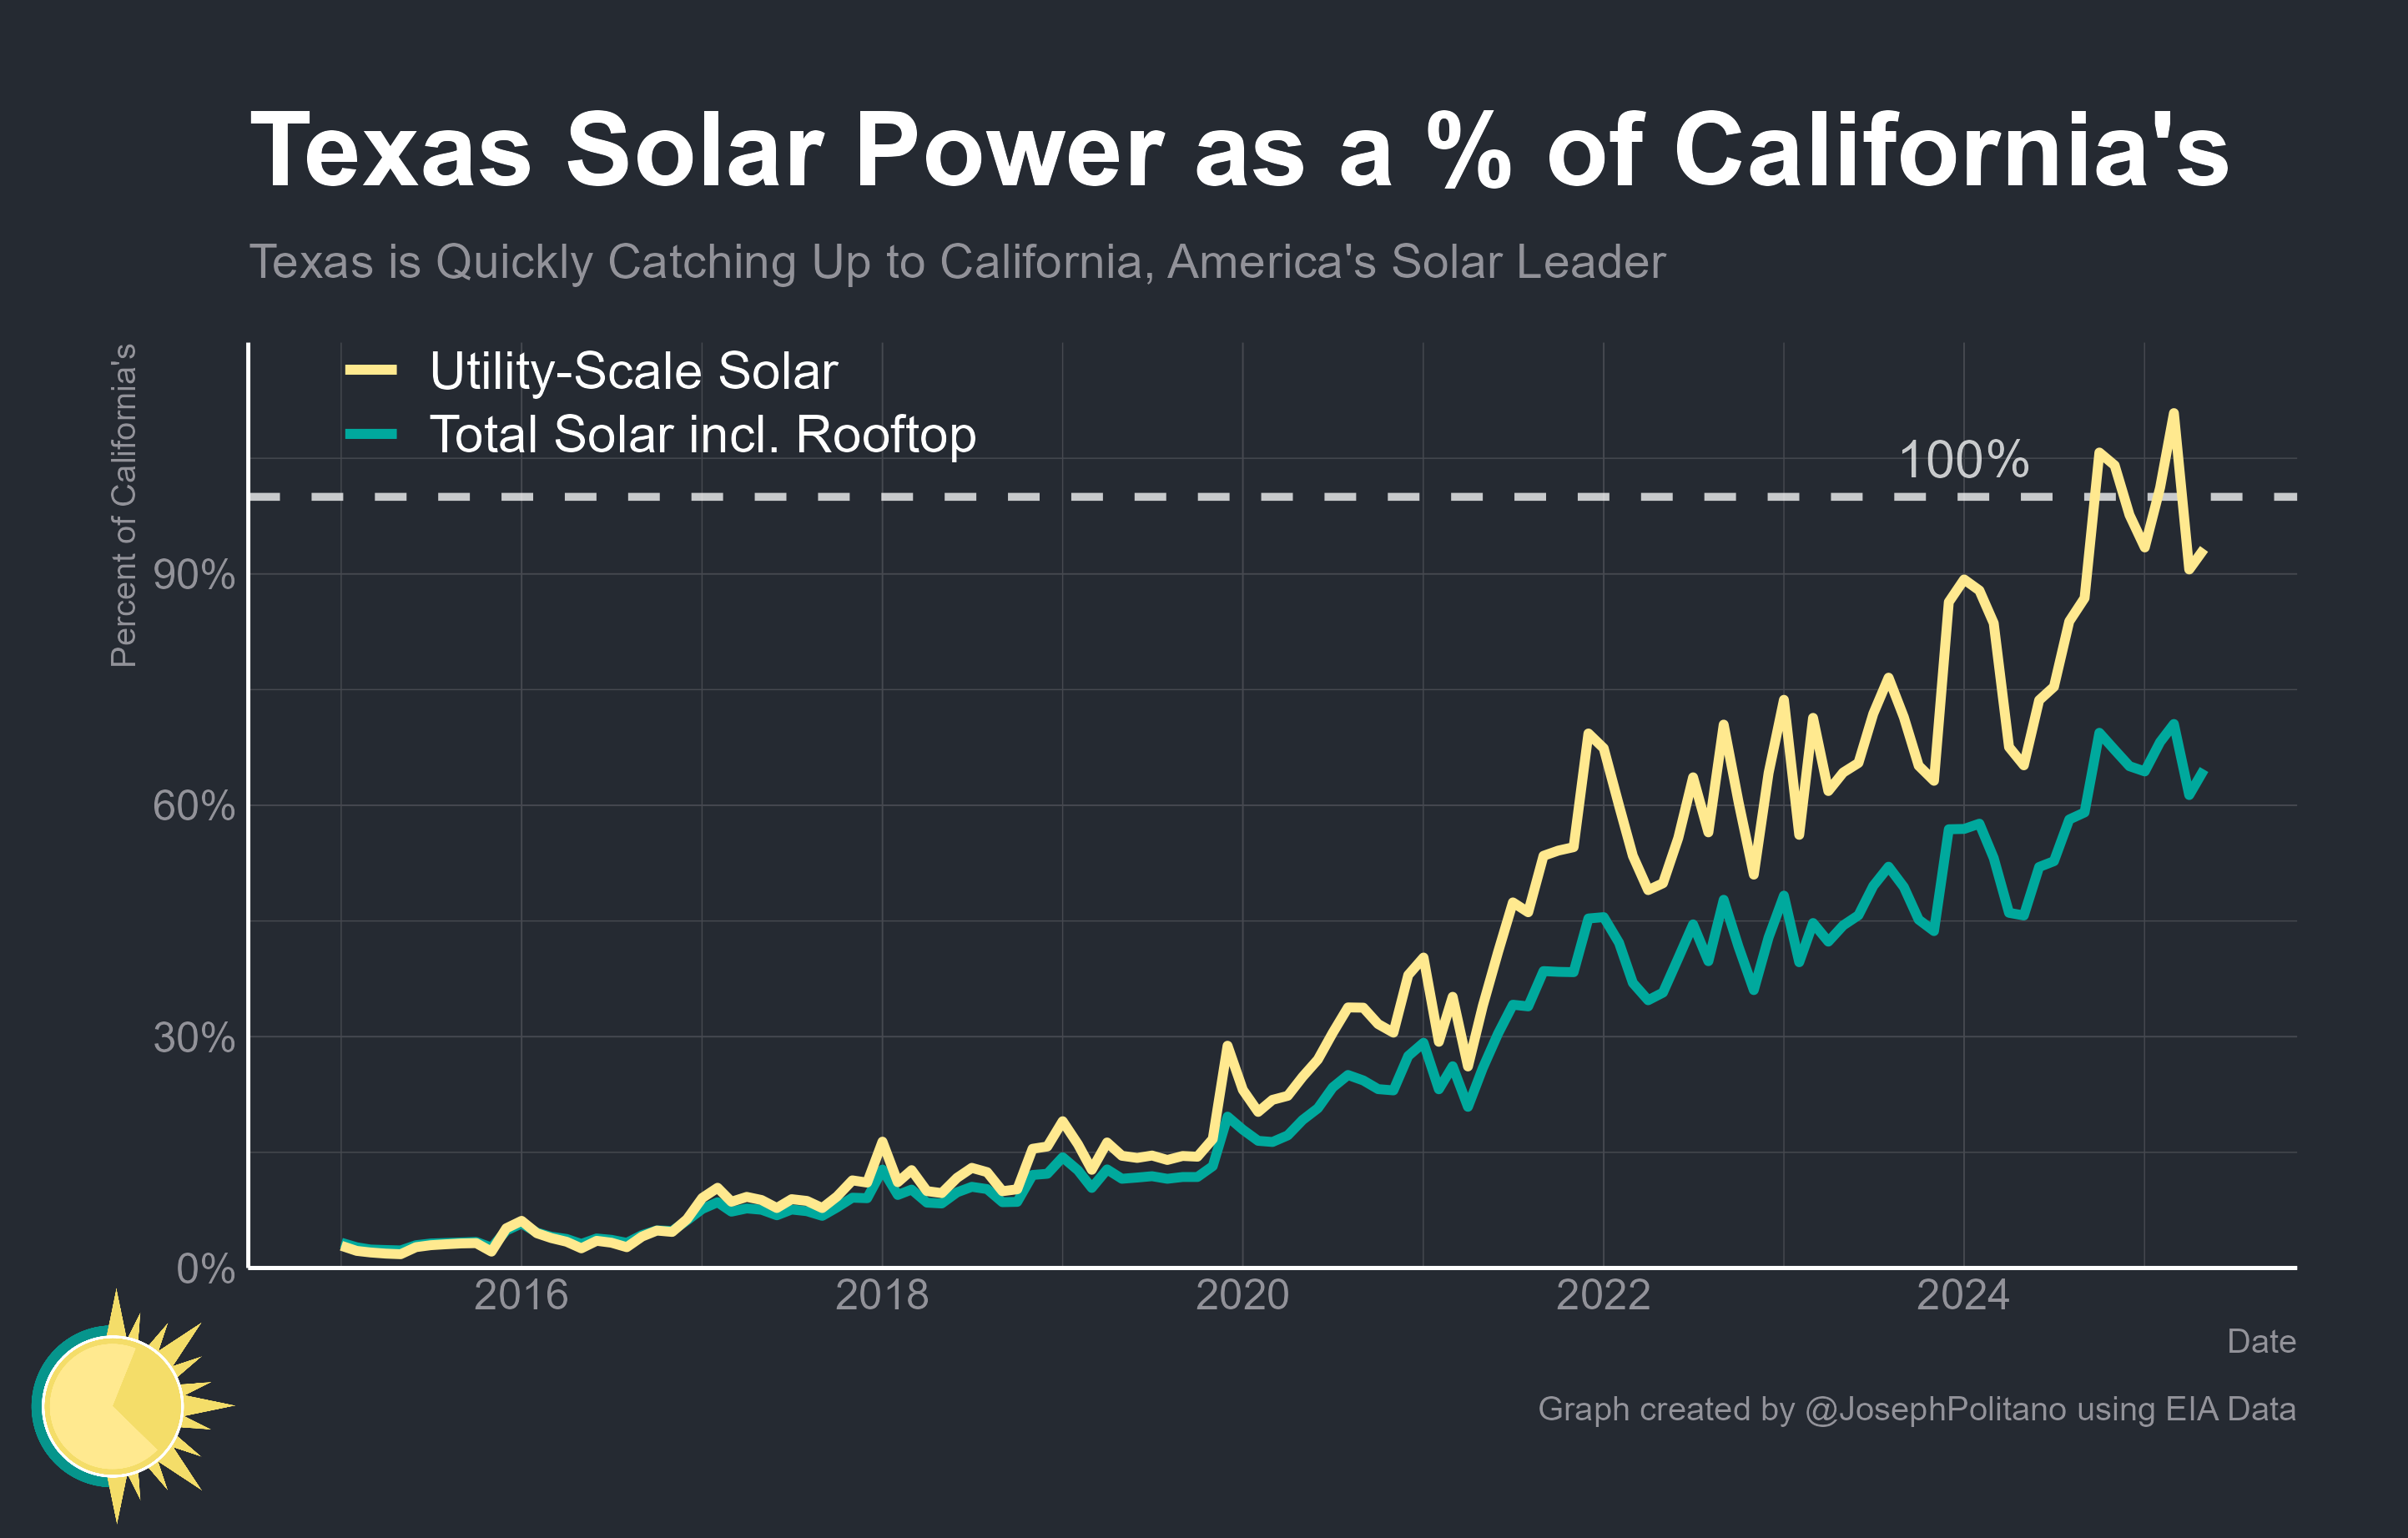 Texas Solar Power as a % of California's
Texas is Quickly Catching Up to California, America's Solar Leader
Percent of California's
Utility-Scale Solar
Total Solar incl. Rooftop
100%
90%
60%
30%
0%
2016
2018
2020
2022
2024
Date
Graph created by @JosephPolitano using EIA Data